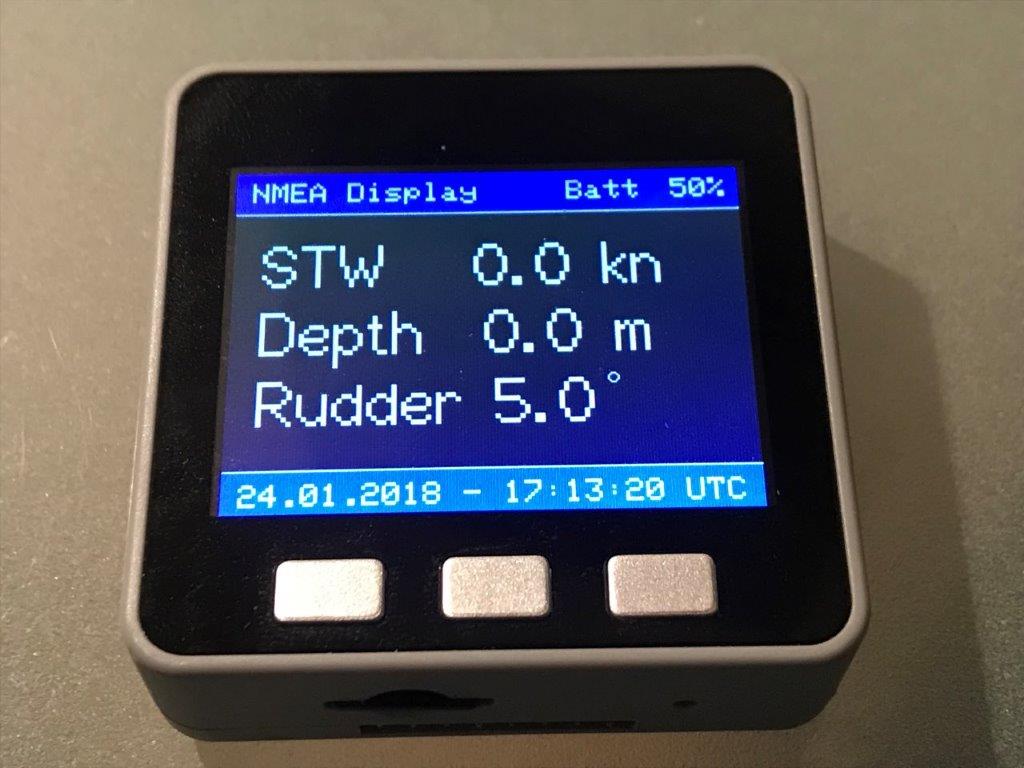 NMEA Display Batt 50%
STW 0.0 kn
Depth 0.0 m
Rudder 5.0°
24.01.2018 - 17:13:20 UTC